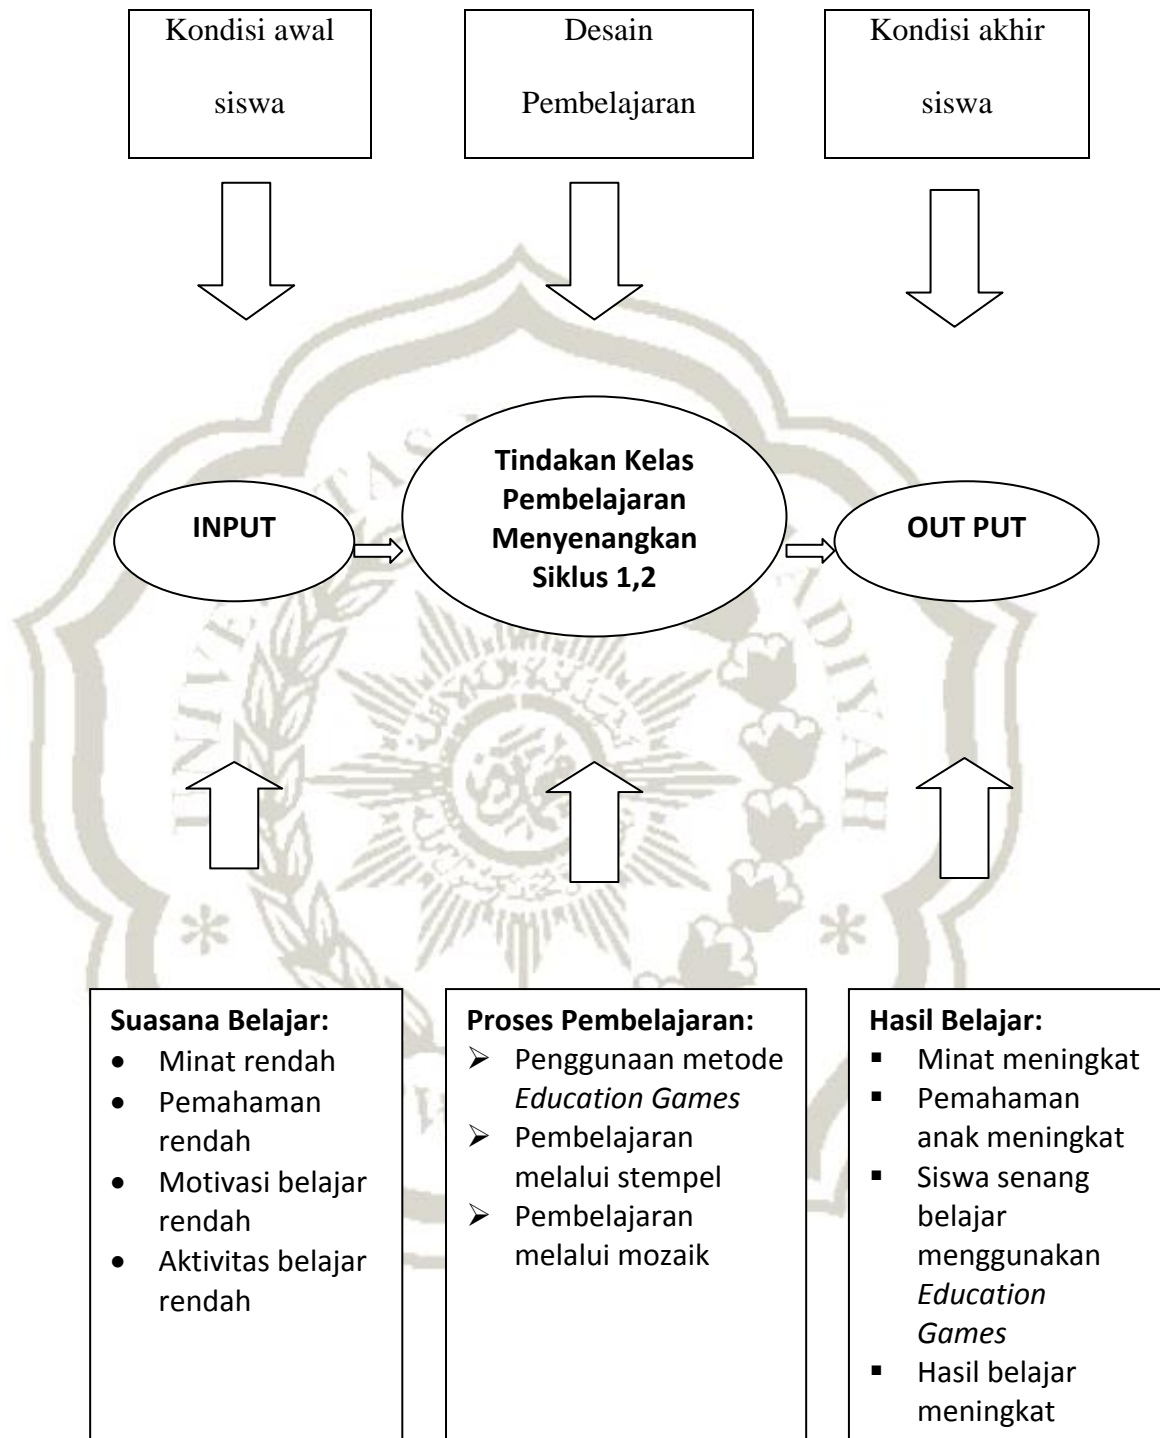 Kondisi awal
siswa
Desain
Pembelajaran
Kondisi akhir
siswa
INPUT
Tindakan Kelas
Pembelajaran
Menyenangkan
Siklus 1,2
OUT PUT
Suasana Belajar:
• Minat rendah
• Pemahaman
rendah
• Motivasi belajar
rendah
• Aktivitas belajar
rendah
Proses Pembelajaran:
➢ Penggunaan metode
Education Games
➢ Pembelajaran
melalui stempel
➢ Pembelajaran
melalui mozaik
Hasil Belajar:
▪ Minat meningkat
▪ Pemahaman
anak meningkat
▪ Siswa senang
belajar
menggunakan
Education
Games
▪ Hasil belajar
meningkat